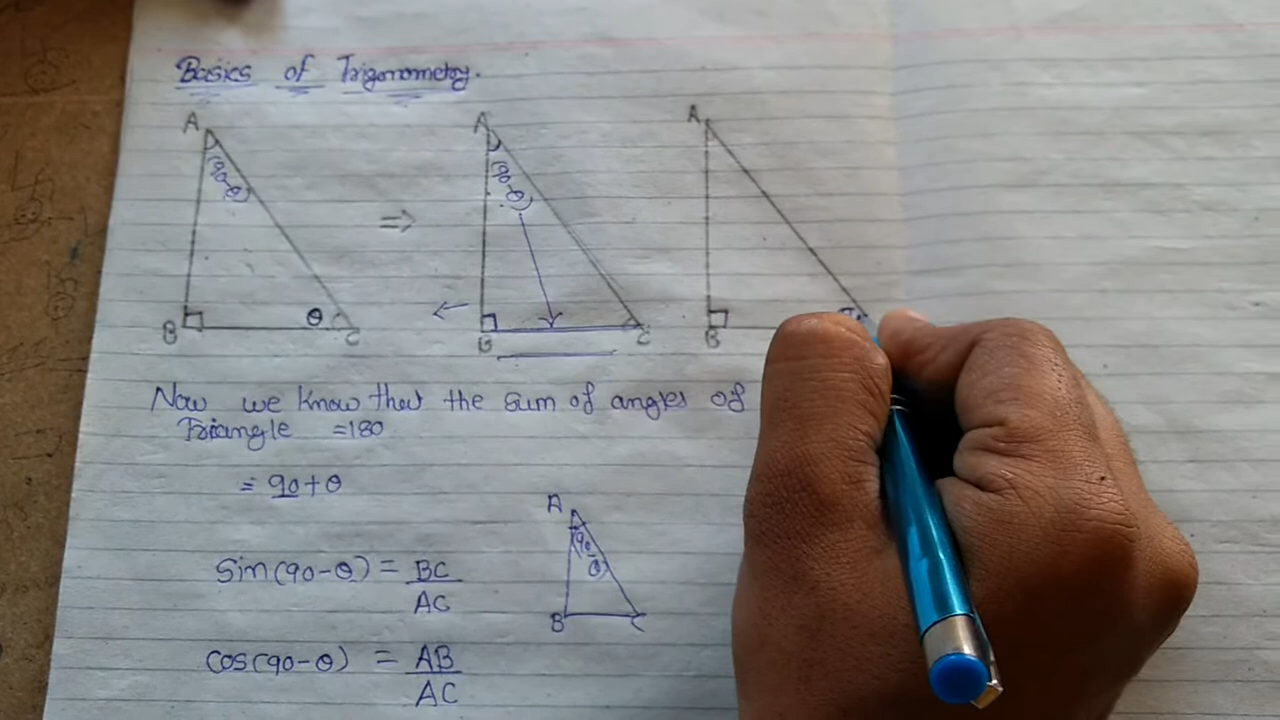 Basics of Trigonometry.
A A A
(90-θ) (90-θ)
⇒
←
B θ C B C B
Now we know that the sum of angles of
Triangle =180
= 90+θ
A
90-θ
B C
Sin(90-θ) = BC
AC
cos(90-θ) = AB
AC